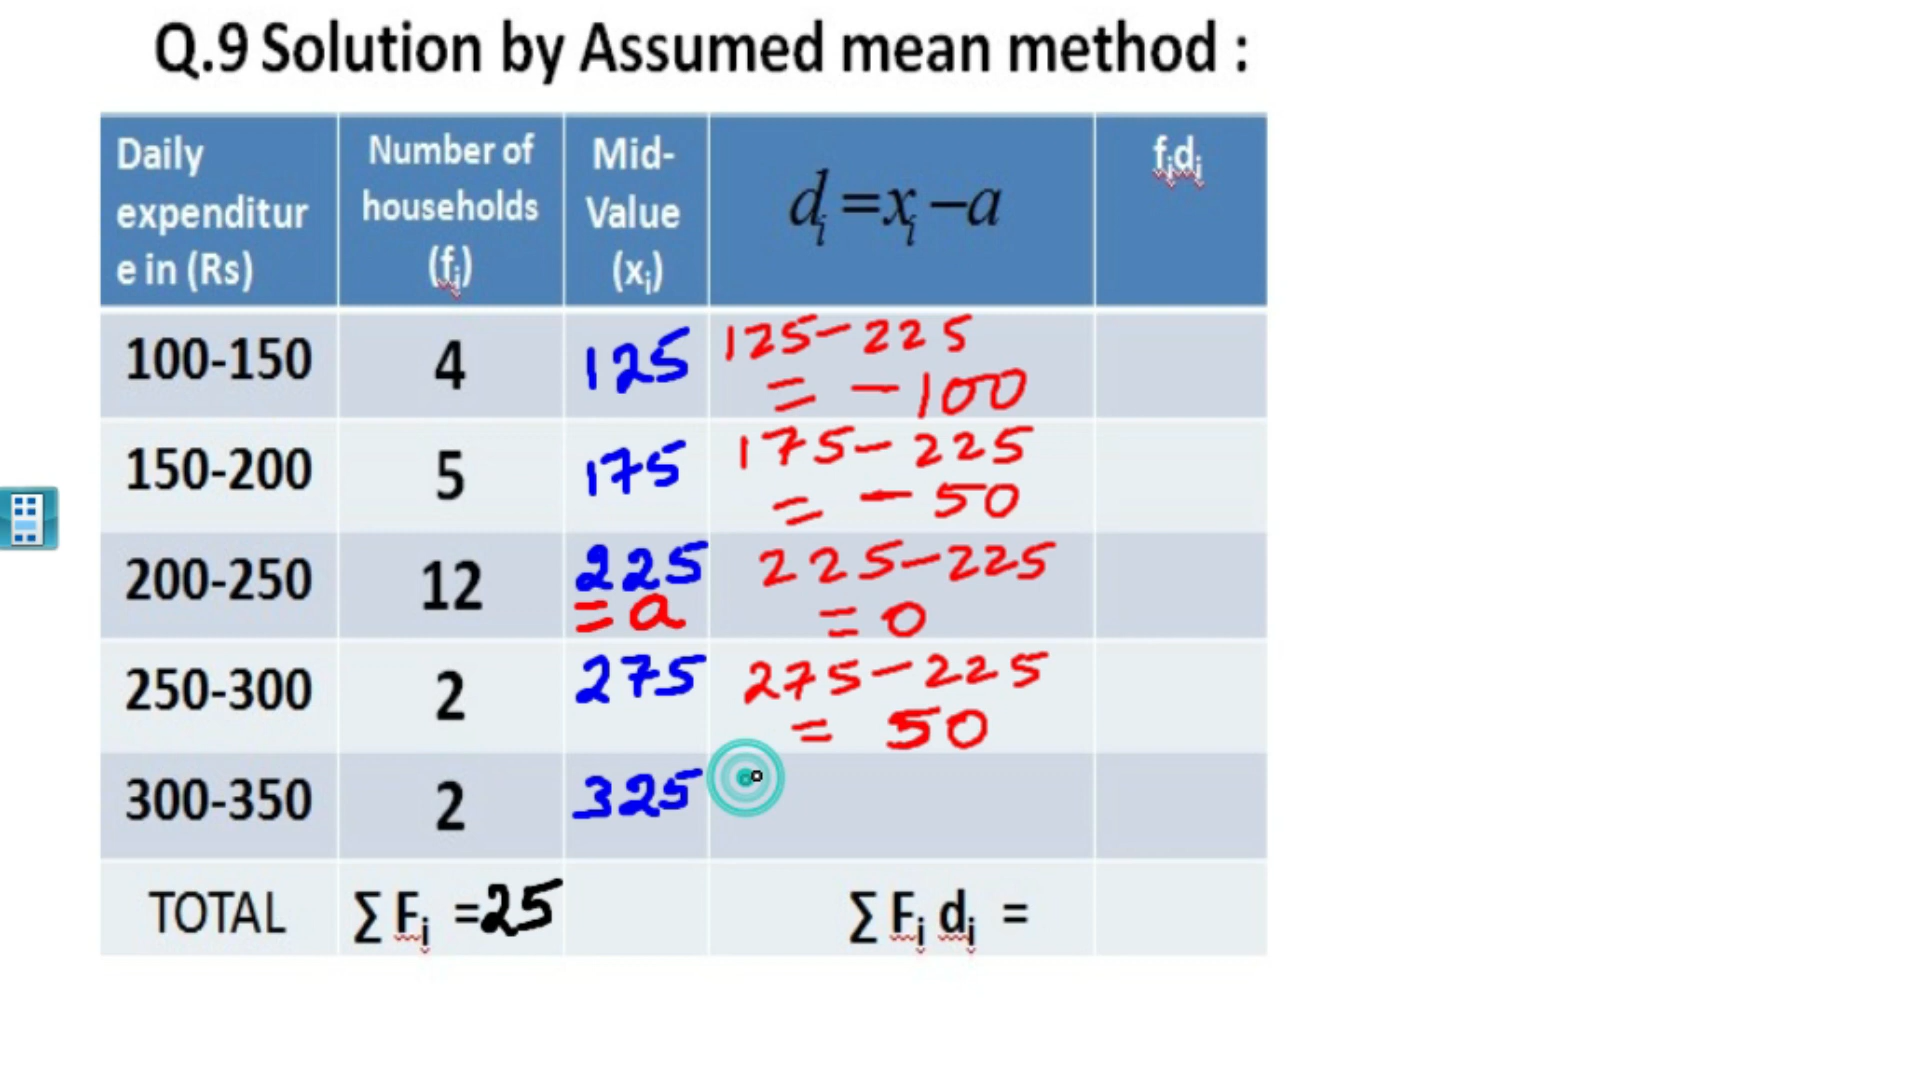 Q.9 Solution by Assumed mean method :
Daily
expenditur
e in (Rs)
Number of
households
(fᵢ)
Mid-
Value
(xᵢ)
dᵢ =xᵢ −a
fᵢdᵢ
100-150
4
125
125-225
= -100
150-200
5
175
175-225
= -50
200-250
12
225
= a
225-225
= 0
250-300
2
275
275-225
= 50
300-350
2
325
TOTAL
∑ Fᵢ =25
∑ Fᵢ dᵢ =